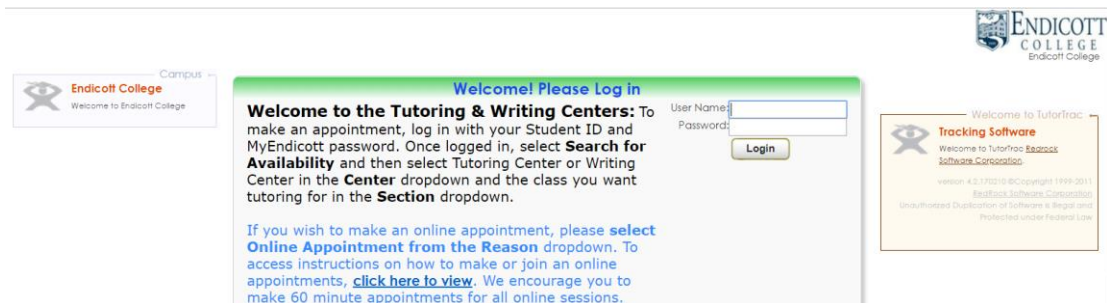 ENDICOTT
COLLEGE
Endicott College
Campus
Endicott College
Welcome to Endicott College
Welcome! Please Log in
Welcome to the Tutoring & Writing Centers: To
make an appointment, log in with your Student ID and
MyEndicott password. Once logged in, select Search for
Availability and then select Tutoring Center or Writing
Center in the Center dropdown and the class you want
tutoring for in the Section dropdown.
If you wish to make an online appointment, please select
Online Appointment from the Reason dropdown. To
access instructions on how to make or join an online
appointments, click here to view. We encourage you to
make 60 minute appointments for all online sessions.
User Name:
Password:
Login
Welcome to TutorTrac
Tracking Software
Welcome to TutorTrac Redrock
Software Corporation.
version 4.2.170210 ©Copyright 1999-2011
RedRock Software Corporation
Unauthorized Duplication of Software is Illegal and
Protected under Federal Law